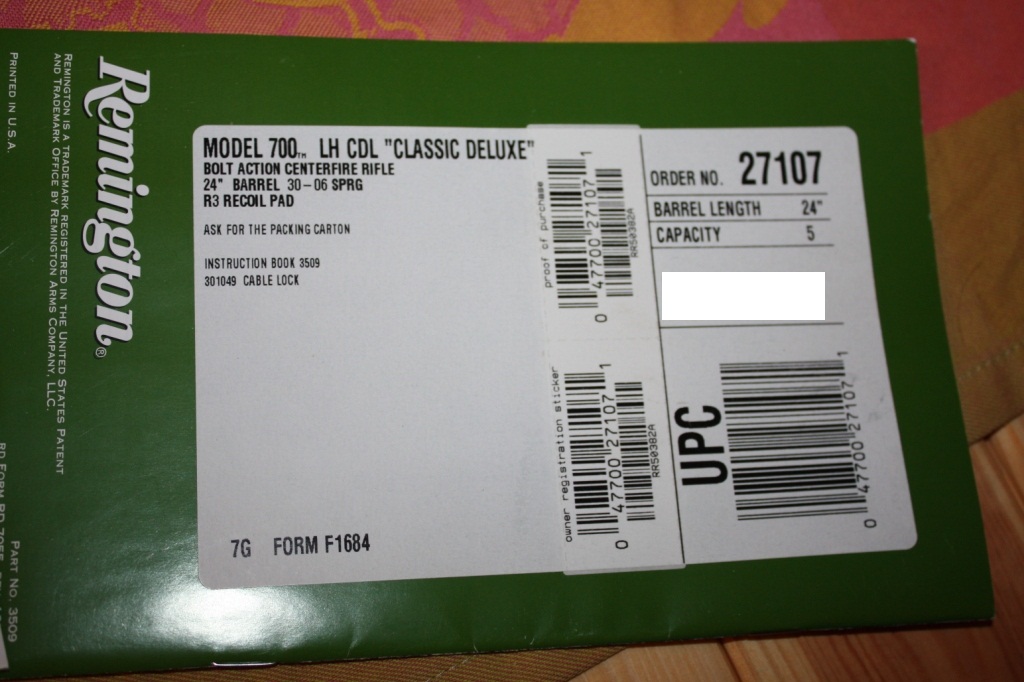 PRINTED IN U.S.A.
REMINGTON IS A TRADEMARK REGISTERED IN THE UNITED STATES PATENT
AND TRADEMARK OFFICE BY REMINGTON ARMS COMPANY, LLC.
Remington®
PART NO. 3509
MODEL 700™ LH CDL "CLASSIC DELUXE"
BOLT ACTION CENTERFIRE RIFLE
24" BARREL 30-06 SPRG
R3 RECOIL PAD
ASK FOR THE PACKING CARTON
INSTRUCTION BOOK 3509
301049 CABLE LOCK
7G FORM F1684
proof of purchase
0 47700 27107 1
RR50382A
owner registration sticker
0 47700 27107 1
RR50382A
ORDER NO. 27107
BARREL LENGTH 24"
CAPACITY 5
UPC
0 47700 27107 1